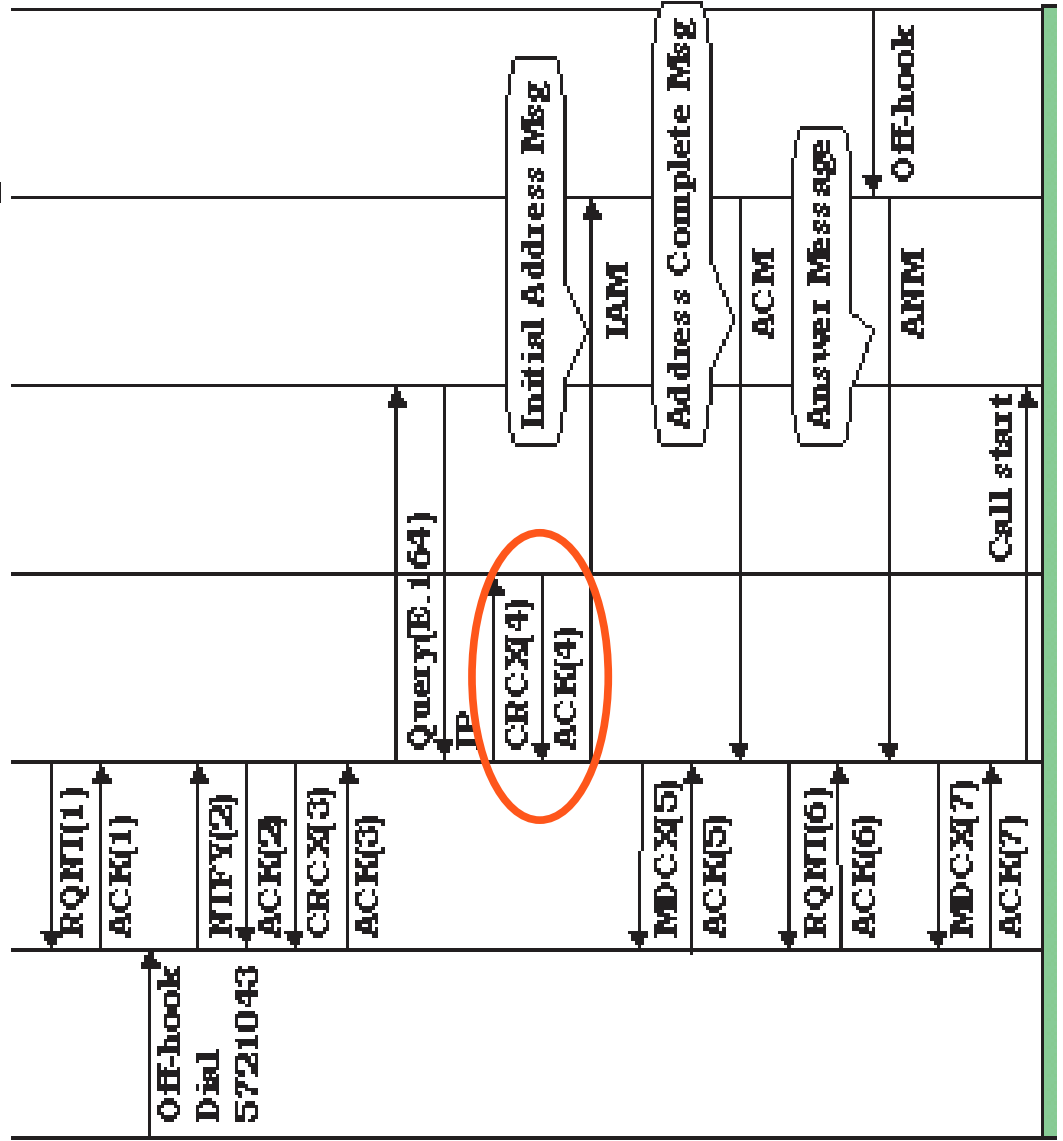 RQNT(1)
ACK(1)
Off-hook
Dial
5721043
NTFY(2)
ACK(2)
CRCX(3)
ACK(3)
Query(E.164)
IP
CRCX(4)
ACK(4)
Initial Address Msg
IAM
MDCX(5)
ACK(5)
Address Complete Msg
ACM
RQNT(6)
ACK(6)
Answer Message
Off-hook
ANM
MDCX(7)
ACK(7)
Call start